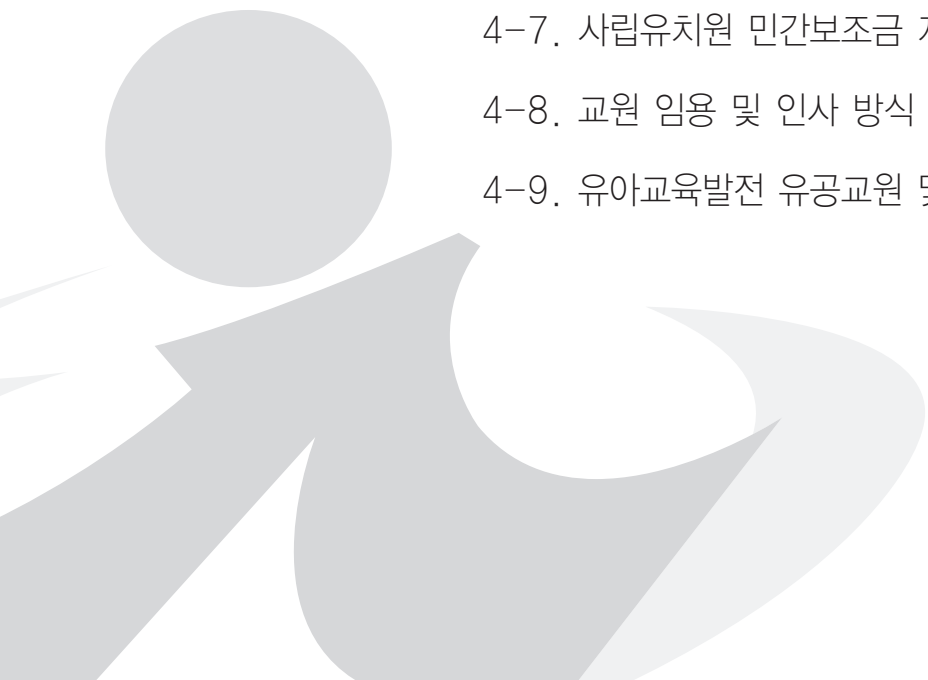 4-7. 사립유치원 민간보조금
4-8. 교원 임용 및 인사 방식
4-9. 유아교육발전 유공교원